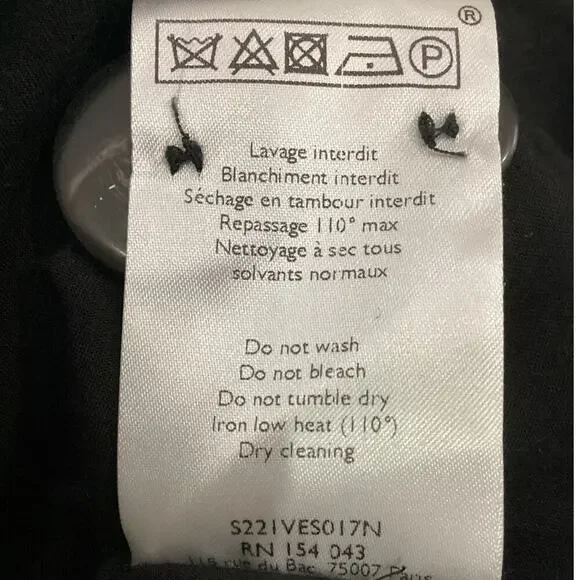 ®
P
Lavage interdit
Blanchiment interdit
Séchage en tambour interdit
Repassage 110° max
Nettoyage à sec tous
solvants normaux
Do not wash
Do not bleach
Do not tumble dry
Iron low heat (110°)
Dry cleaning
S221VES017N
RN 154 043
118 rue du Bac 75007 Paris